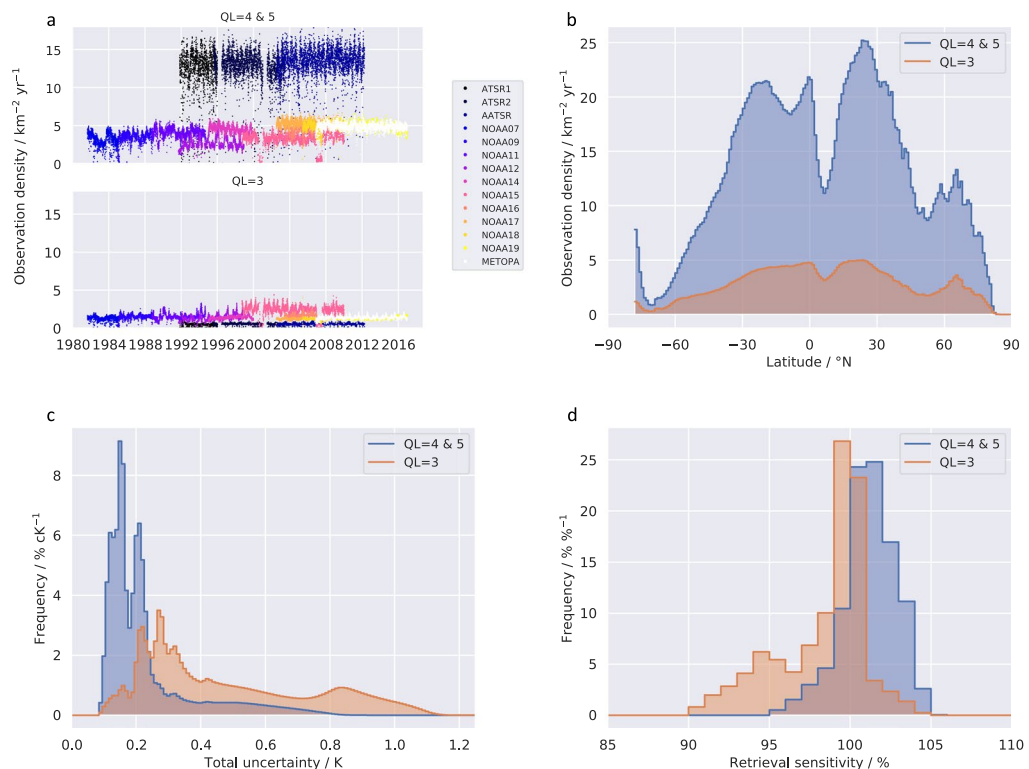 a
QL=4 & 5
15
10
5
0
Observation density / km⁻² yr⁻¹
QL=3
15
10
5
0
1980 1984 1988 1992 1996 2000 2004 2008 2012 2016
ATSR1
ATSR2
AATSR
NOAA07
NOAA09
NOAA11
NOAA12
NOAA14
NOAA15
NOAA16
NOAA17
NOAA18
NOAA19
METOPA
b
QL=4 & 5
QL=3
25
20
15
10
5
0
Observation density / km⁻² yr⁻¹
−90 −60 −30 0 30 60 90
Latitude / °N
c
QL=4 & 5
QL=3
8
6
4
2
0
Frequency / % cK⁻¹
0.0 0.2 0.4 0.6 0.8 1.0 1.2
Total uncertainty / K
d
QL=4 & 5
QL=3
25
20
15
10
5
0
Frequency / % %⁻¹
85 90 95 100 105 110
Retrieval sensitivity / %